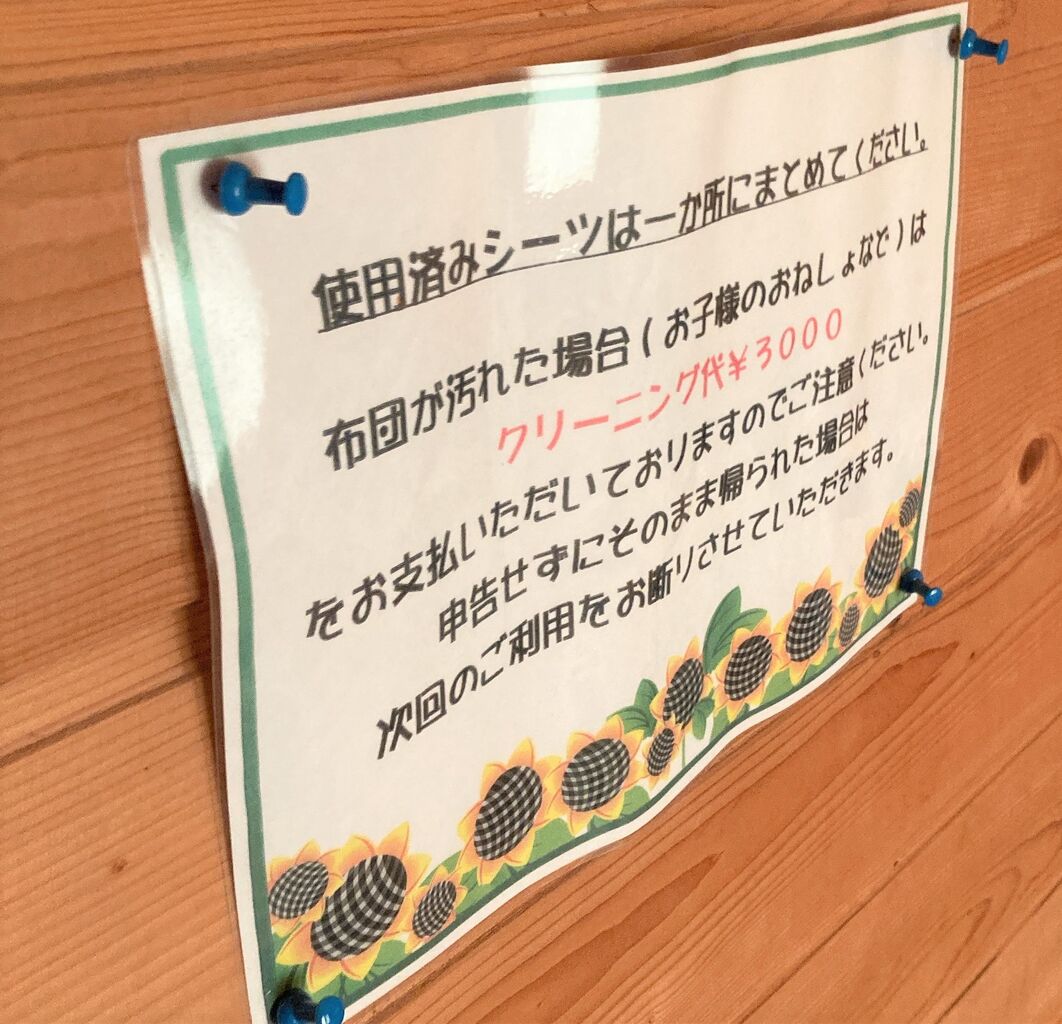 使用済みシーツは一か所にまとめてください。
布団が汚れた場合(お子様のおねしょなど)は
クリーニング代¥3000
をお支払いただいておりますのでご注意ください。
申告せずにそのまま帰られた場合は
次回のご利用をお断りさせていただきます。